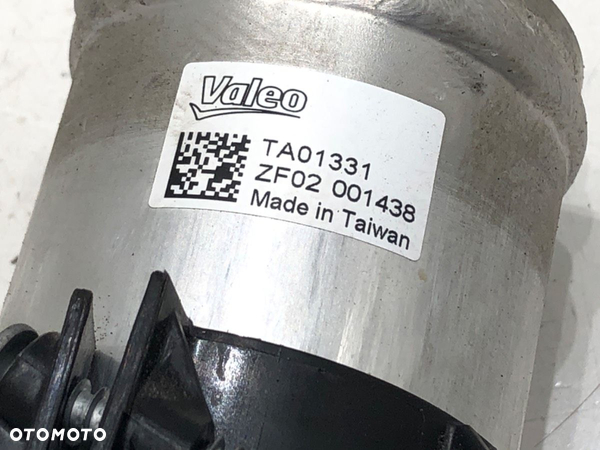 Valeo
TA01331
ZF02 001438
Made in Taiwan
OTOMOTO